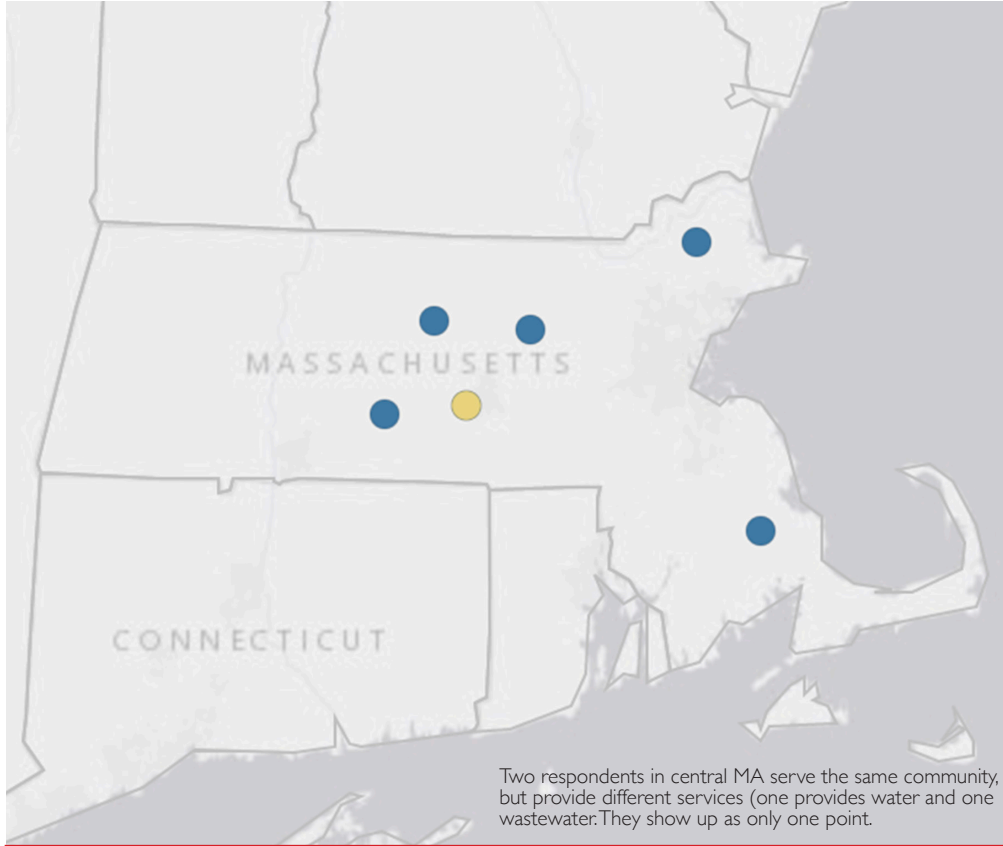 MASSACHUSETTS
CONNECTICUT
Two respondents in central MA serve the same community,
but provide different services (one provides water and one
wastewater. They show up as only one point.